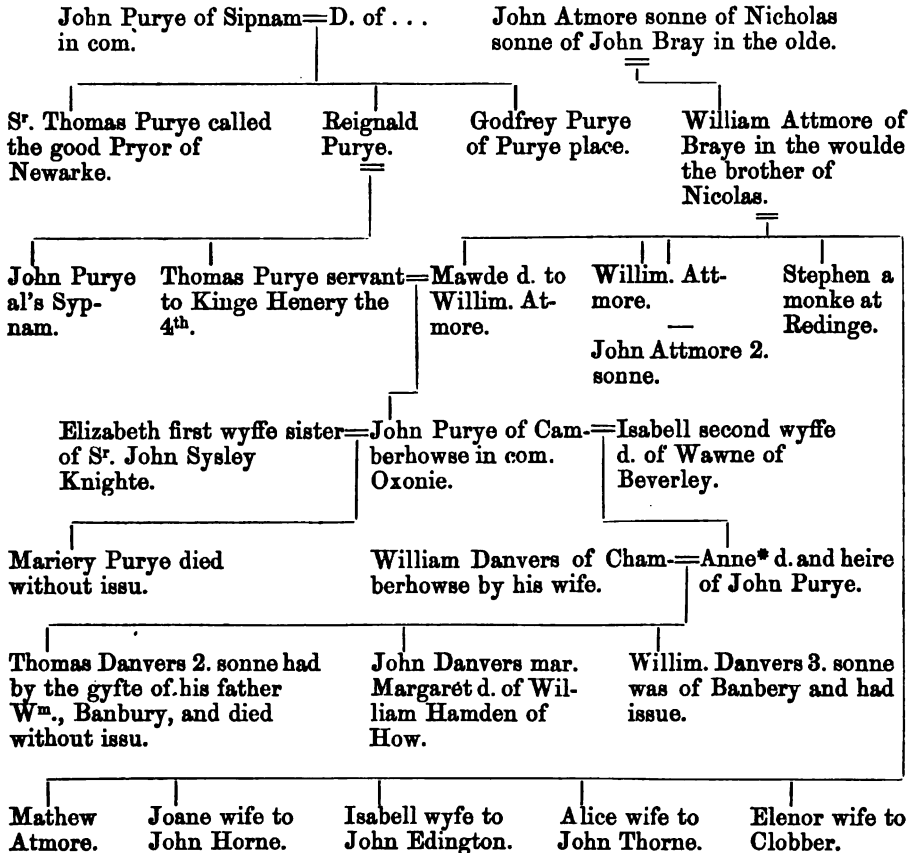 John Purye of Sipnam=D. of . . .
in com.
John Atmore sonne of Nicholas
sonne of John Bray in the olde.
Sr. Thomas Purye called
the good Pryor of
Newarke.
Reignald
Purye.
Godfrey Purye
of Purye place.
William Attmore of
Braye in the woulde
the brother of
Nicolas.
John Purye
al's Syp-
nam.
Thomas Purye servant=
to Kinge Henery the
4th.
Mawde d. to
Willim. At-
more.
Willim. Att-
more.
—
John Attmore 2.
sonne.
Stephen a
monke at
Redinge.
Elizabeth first wyffe sister=
of Sr. John Sysley
Knighte.
John Purye of Cam-=
berhowse in com.
Oxonie.
Isabell second wyffe
d. of Wawne of
Beverley.
Mariery Purye died
without issu.
William Danvers of Cham-=
berhowse by his wife.
Anne* d. and heire
of John Purye.
Thomas Danvers 2. sonne had
by the gyfte of his father
Wm., Banbury, and died
without issu.
John Danvers mar.
Margaret d. of Wil-
liam Hamden of
How.
Willim. Danvers 3. sonne
was of Banbery and had
issue.
Mathew
Atmore.
Joane wife to
John Horne.
Isabell wyfe to
John Edington.
Alice wife to
John Thorne.
Elenor wife to
Clobber.